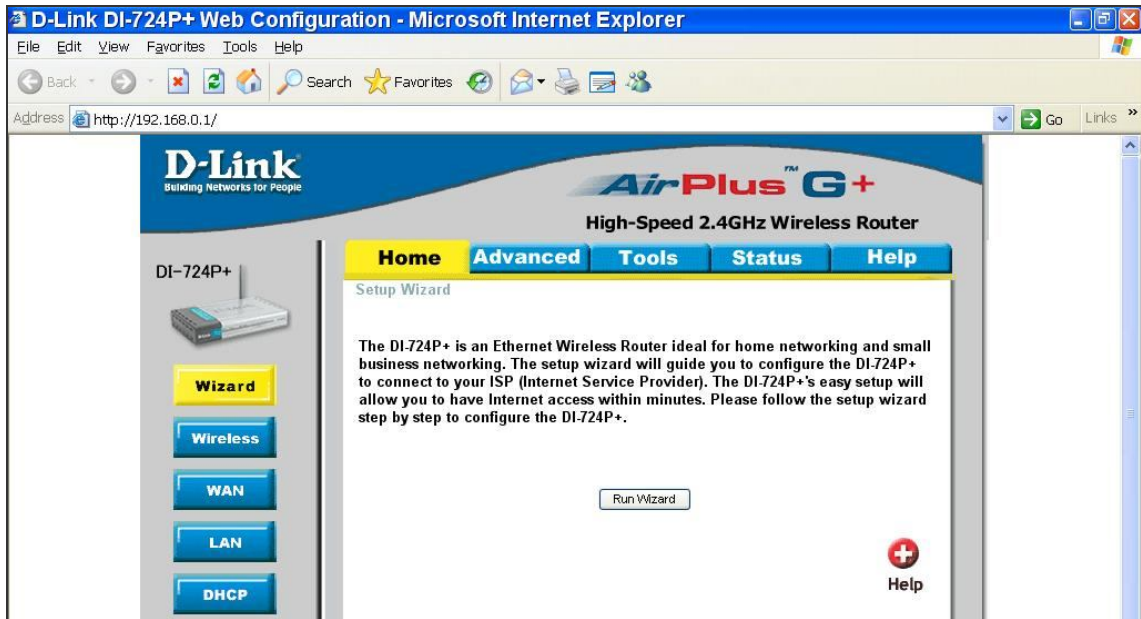 D-Link DI-724P+ Web Configuration - Microsoft Internet Explorer
File Edit View Favorites Tools Help
Back Search Favorites
Address http://192.168.0.1/ Go Links »
D-Link
Building Networks for People
AirPlus™ G+
High-Speed 2.4GHz Wireless Router
DI-724P+
Home Advanced Tools Status Help
Setup Wizard
The DI-724P+ is an Ethernet Wireless Router ideal for home networking and small
business networking. The setup wizard will guide you to configure the DI-724P+
to connect to your ISP (Internet Service Provider). The DI-724P+'s easy setup will
allow you to have Internet access within minutes. Please follow the setup wizard
step by step to configure the DI-724P+.
Run Wizard
Help
Wizard
Wireless
WAN
LAN
DHCP